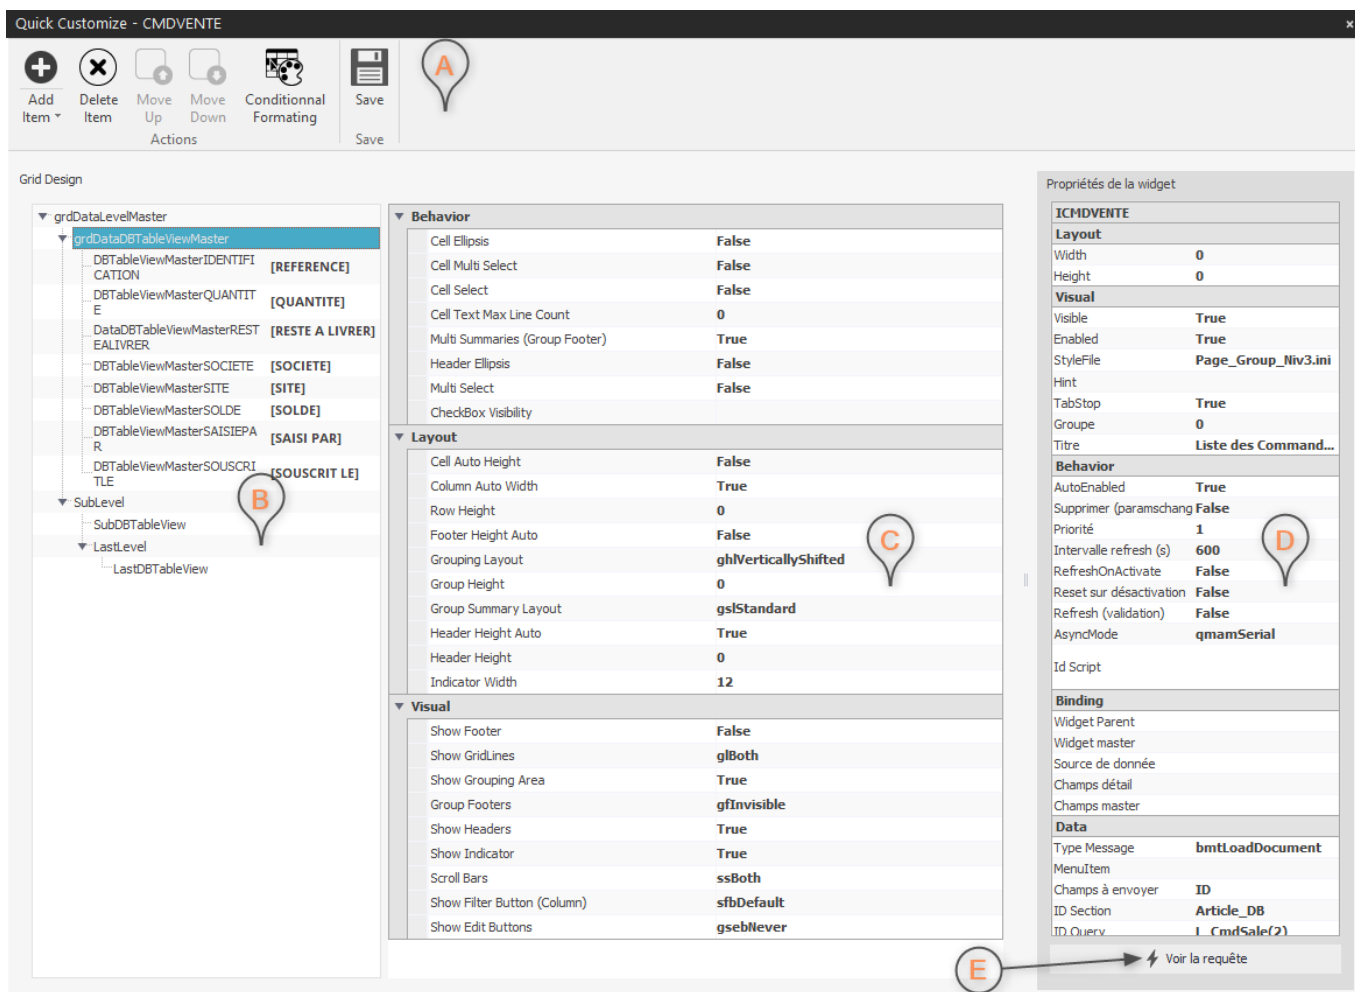 Quick Customize - CMDVENTE
×
Add Item
Delete Item
Move Up
Move Down
Conditionnal Formating
Save
Actions
Save
A
Grid Design
grdDataLevelMaster
grdDataDBTableViewMaster
DBTableViewMasterIDENTIFICATION [REFERENCE]
DBTableViewMasterQUANTITE [QUANTITE]
DataDBTableViewMasterRESTEALIVRER [RESTE A LIVRER]
DBTableViewMasterSOCIETE [SOCIETE]
DBTableViewMasterSITE [SITE]
DBTableViewMasterSOLDE [SOLDE]
DBTableViewMasterSAISIEPAR [SAISI PAR]
DBTableViewMasterSOUSCRITLE [SOUSCRIT LE]
SubLevel
SubDBTableView
LastLevel
LastDBTableView
B
Behavior
Cell Ellipsis False
Cell Multi Select False
Cell Select False
Cell Text Max Line Count 0
Multi Summaries (Group Footer) True
Header Ellipsis False
Multi Select False
CheckBox Visibility
Layout
Cell Auto Height False
Column Auto Width True
Row Height 0
Footer Height Auto False
Grouping Layout ghlVerticallyShifted
Group Height 0
Group Summary Layout gslStandard
Header Height Auto True
Header Height 0
Indicator Width 12
C
Visual
Show Footer False
Show GridLines glBoth
Show Grouping Area True
Group Footers gfInvisible
Show Headers True
Show Indicator True
Scroll Bars ssBoth
Show Filter Button (Column) sfbDefault
Show Edit Buttons gsebNever
Propriétés de la widget
ICMDVENTE
Layout
Width 0
Height 0
Visual
Visible True
Enabled True
StyleFile Page_Group_Niv3.ini
Hint
TabStop True
Groupe 0
Titre Liste des Command...
Behavior
AutoEnabled True
Supprimer (paramschang False
Priorité 1
Intervalle refresh (s) 600
RefreshOnActivate False
Reset sur désactivation False
Refresh (validation) False
AsyncMode qmamSerial
Id Script
D
Binding
Widget Parent
Widget master
Source de donnée
Champs détail
Champs master
Data
Type Message bmtLoadDocument
MenuItem
Champs à envoyer ID
ID Section Article_DB
ID Query L_CmdSale(2)
E
Voir la requête